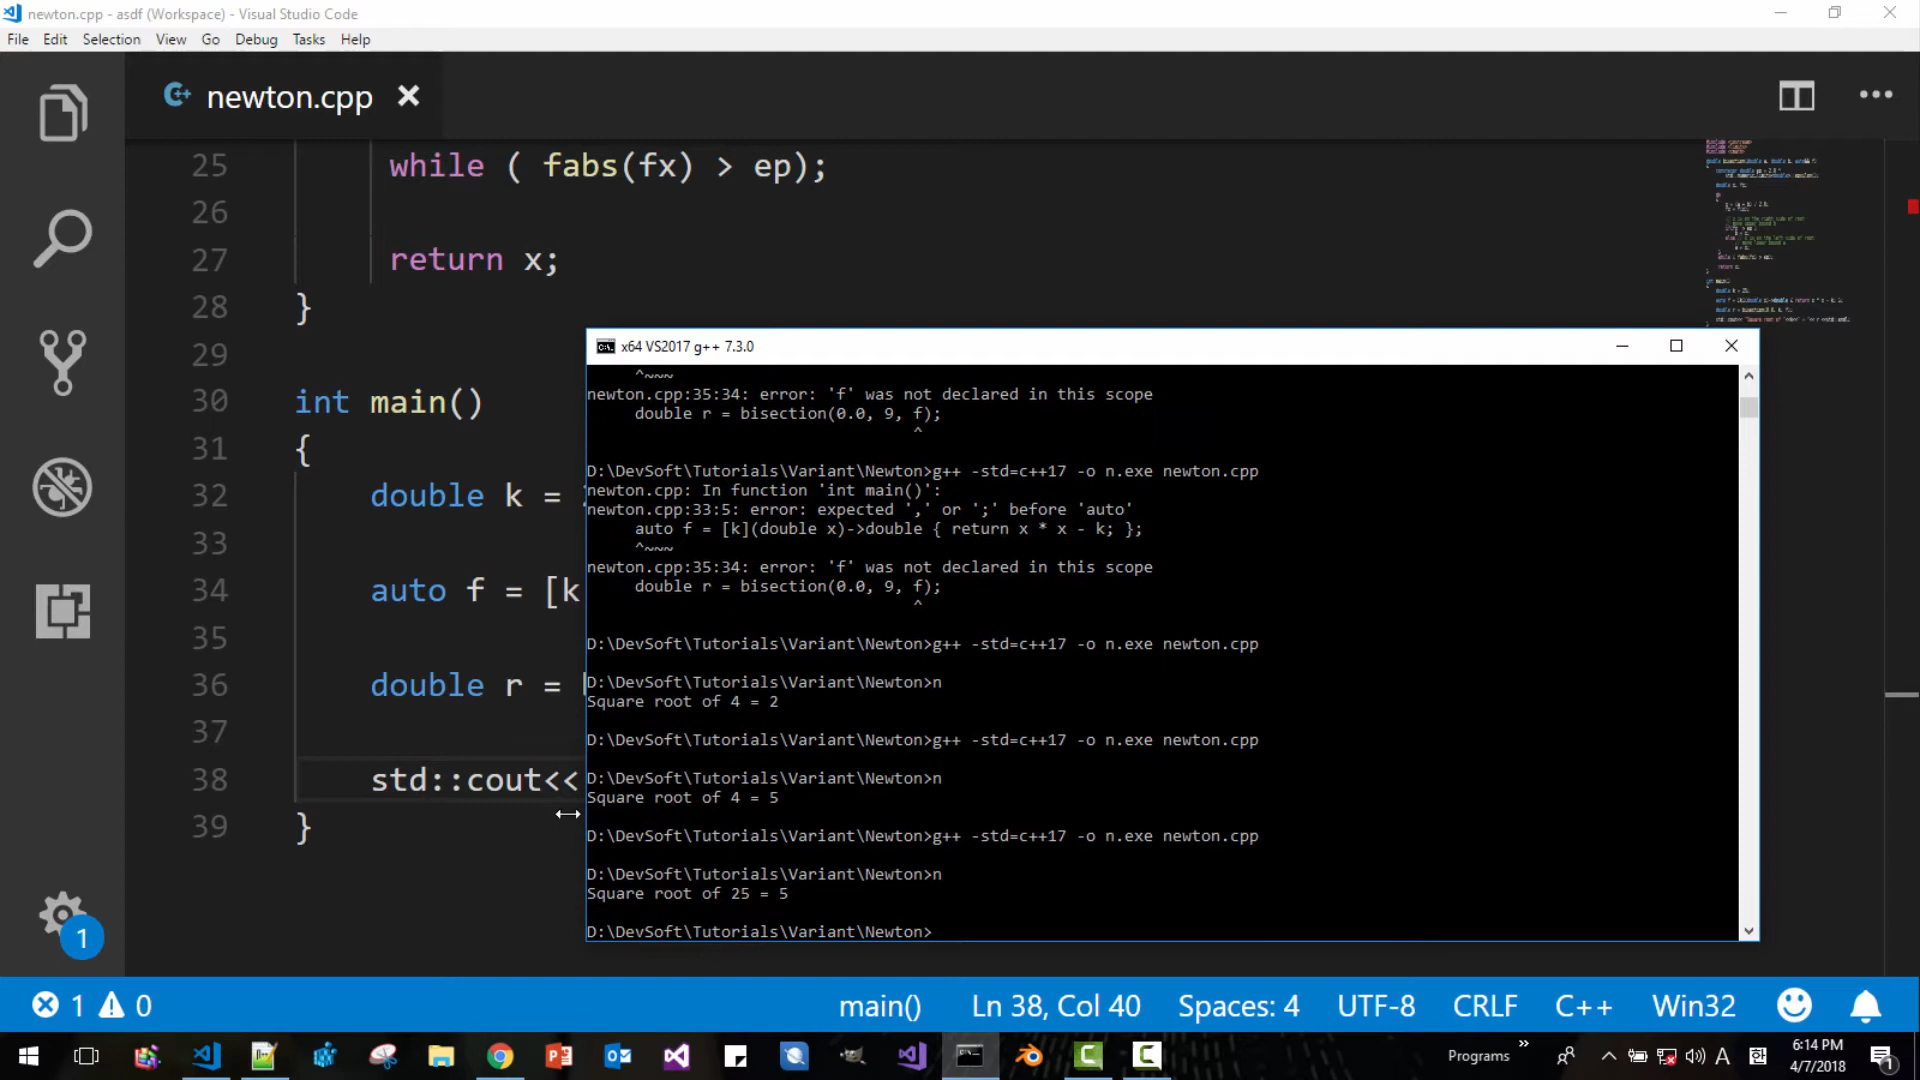 newton.cpp - asdf (Workspace) - Visual Studio Code
File Edit Selection View Go Debug Tasks Help
newton.cpp
25 while ( fabs(fx) > ep);
26
27 return x;
28 }
29
30 int main()
31 {
32 double k =
33
34 auto f = [k
35
36 double r =
37
38 std::cout<<
39 }
x64 VS2017 g++ 7.3.0
^~~~
newton.cpp:35:34: error: 'f' was not declared in this scope
double r = bisection(0.0, 9, f);
^
D:\DevSoft\Tutorials\Variant\Newton>g++ -std=c++17 -o n.exe newton.cpp
newton.cpp: In function 'int main()':
newton.cpp:33:5: error: expected ',' or ';' before 'auto'
auto f = [k](double x)->double { return x * x - k; };
^~~~
newton.cpp:35:34: error: 'f' was not declared in this scope
double r = bisection(0.0, 9, f);
^
D:\DevSoft\Tutorials\Variant\Newton>g++ -std=c++17 -o n.exe newton.cpp
D:\DevSoft\Tutorials\Variant\Newton>n
Square root of 4 = 2
D:\DevSoft\Tutorials\Variant\Newton>g++ -std=c++17 -o n.exe newton.cpp
D:\DevSoft\Tutorials\Variant\Newton>n
Square root of 4 = 5
D:\DevSoft\Tutorials\Variant\Newton>g++ -std=c++17 -o n.exe newton.cpp
D:\DevSoft\Tutorials\Variant\Newton>n
Square root of 25 = 5
D:\DevSoft\Tutorials\Variant\Newton>
1
1 0 main() Ln 38, Col 40 Spaces: 4 UTF-8 CRLF C++ Win32
Programs » A 한 6:14 PM
4/7/2018 1